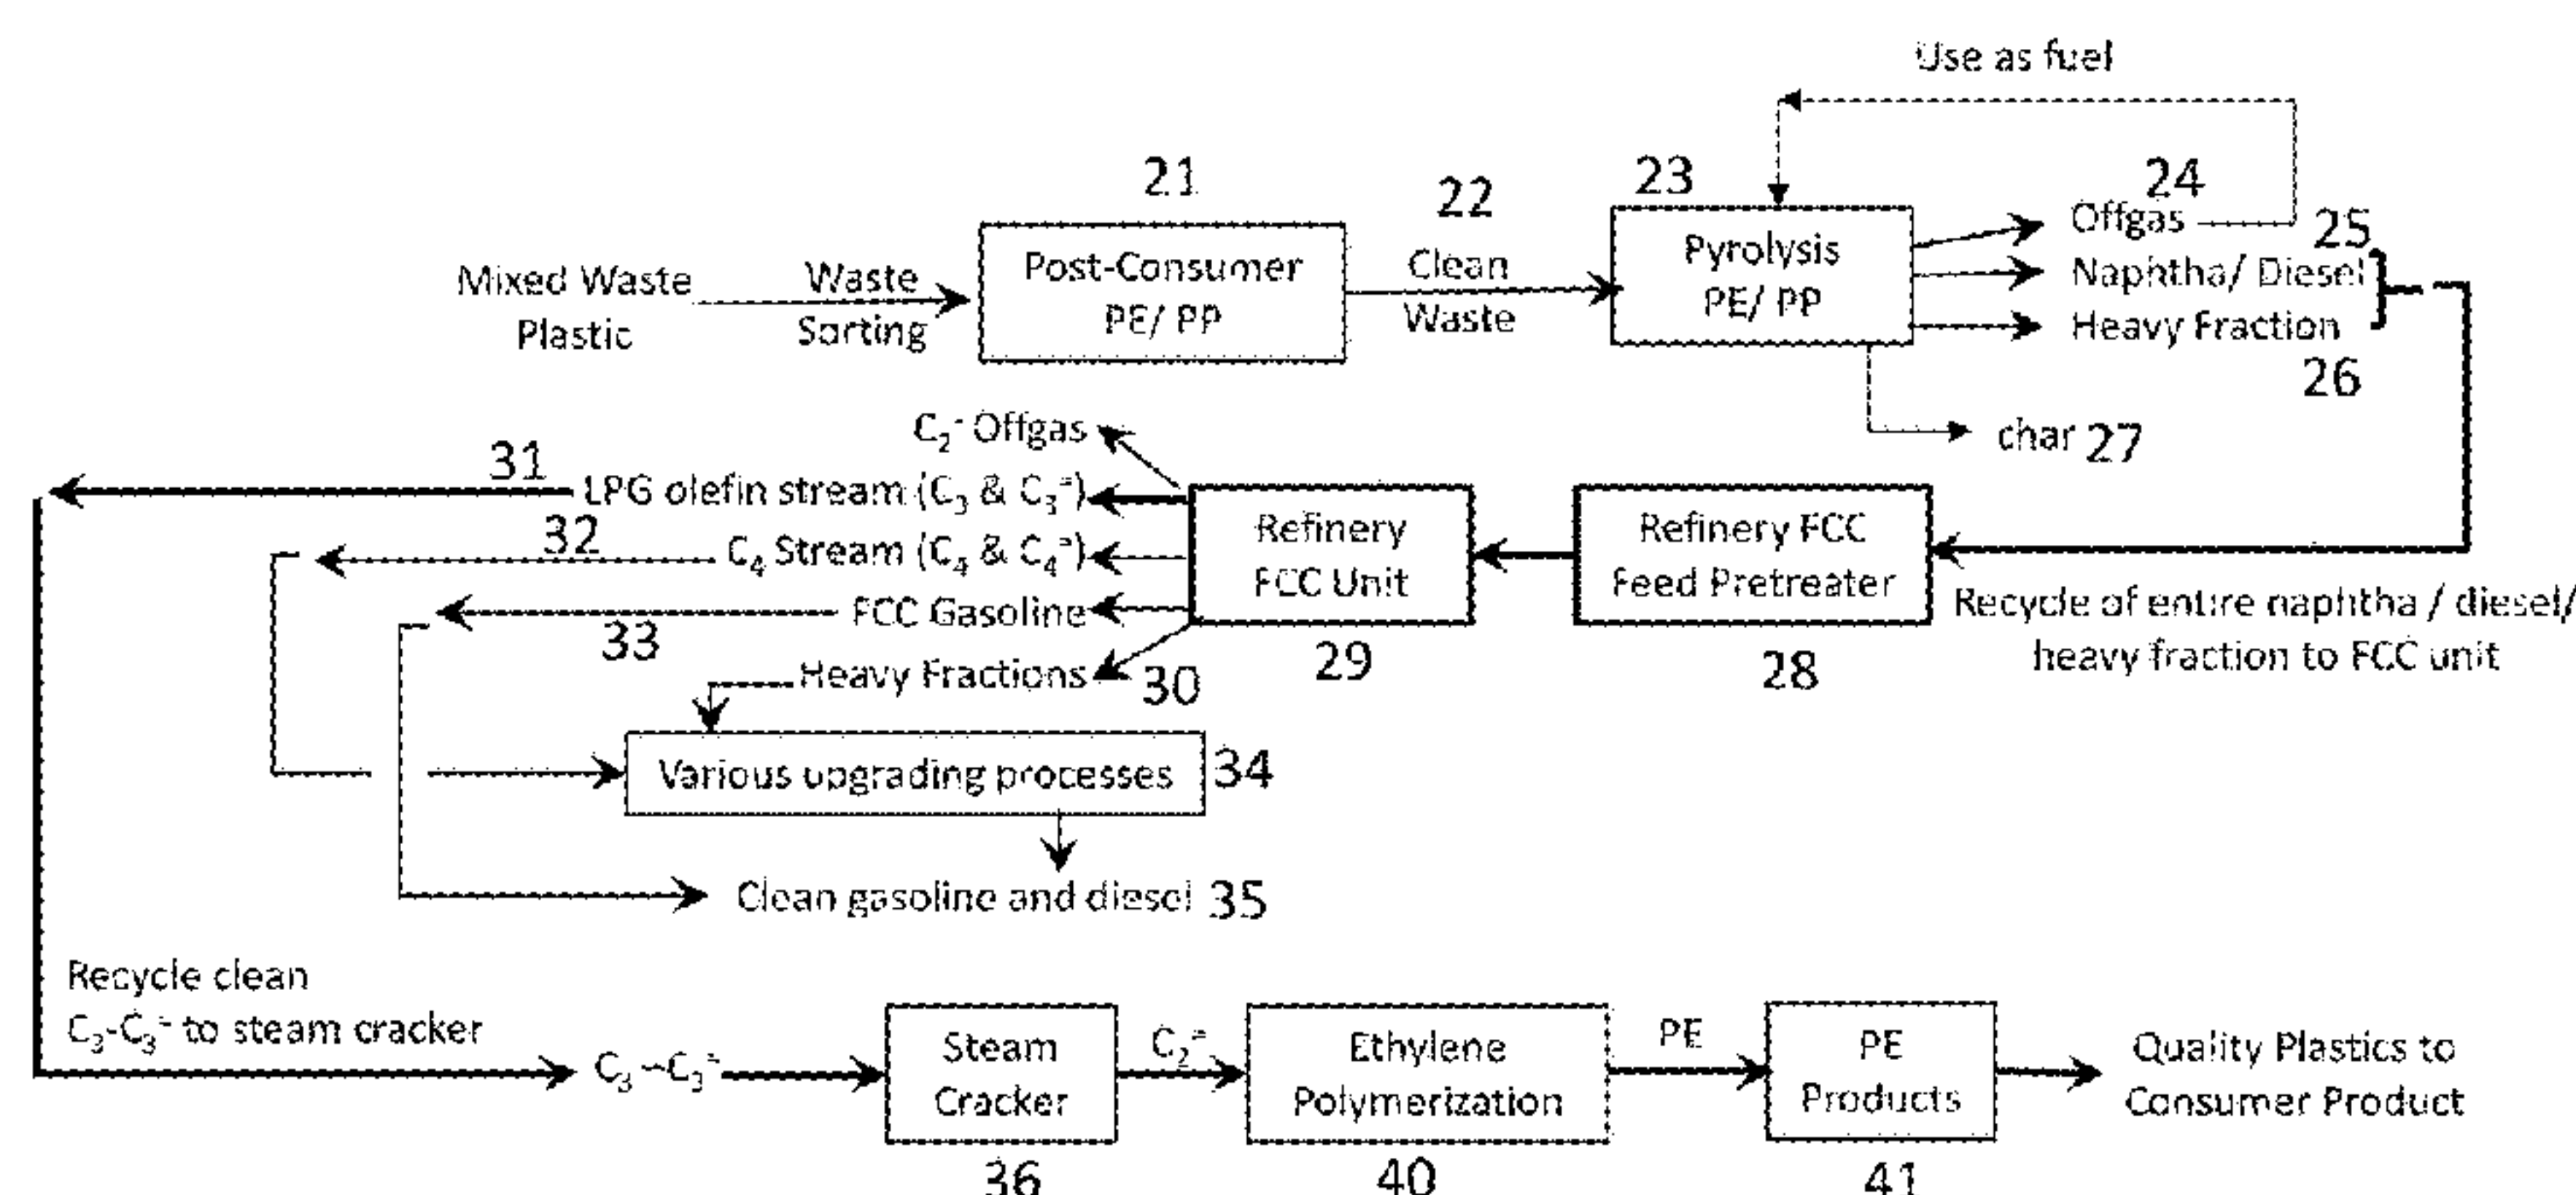 Use as fuel
21
22
23
24
Offgas
25
Mixed Waste
Plastic
Waste
Sorting
Post-Consumer
PE/ PP
Clean
Waste
Pyrolysis
PE/ PP
Naphtha/ Diesel
Heavy Fraction
26
char 27
C₂⁻ Offgas
31
LPG olefin stream (C₃ & C₃⁼)
32
C₄ Stream (C₄ & C₄⁼)
FCC Gasoline
33
Heavy Fractions
30
Refinery
FCC Unit
29
Refinery FCC
Feed Pretreater
28
Recycle of entire naphtha / diesel/
heavy fraction to FCC unit
Various upgrading processes
34
Clean gasoline and diesel 35
Recycle clean
C₃-C₃⁼ to steam cracker
C₃ –C₃⁼
Steam
Cracker
36
C₂⁼
Ethylene
Polymerization
40
PE
PE
Products
41
Quality Plastics to
Consumer Product